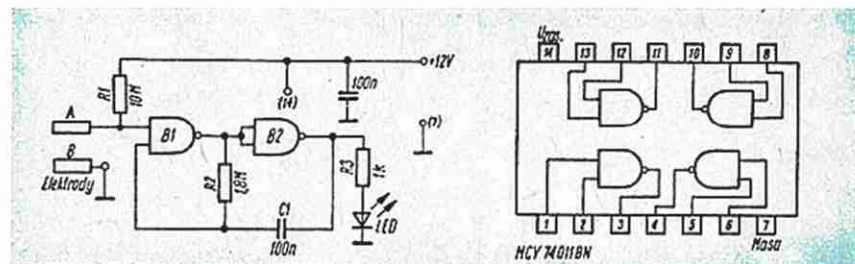 A
B
Elektrody
R1
10M
B1
R2
1,8M
B2
C1
100n
(14)
100n
+12V
(7)
R3
1k
LED
Uzas.
14 13 12 11 10 9 8
1 2 3 4 5 6 7
MCY 74011BN
Masa